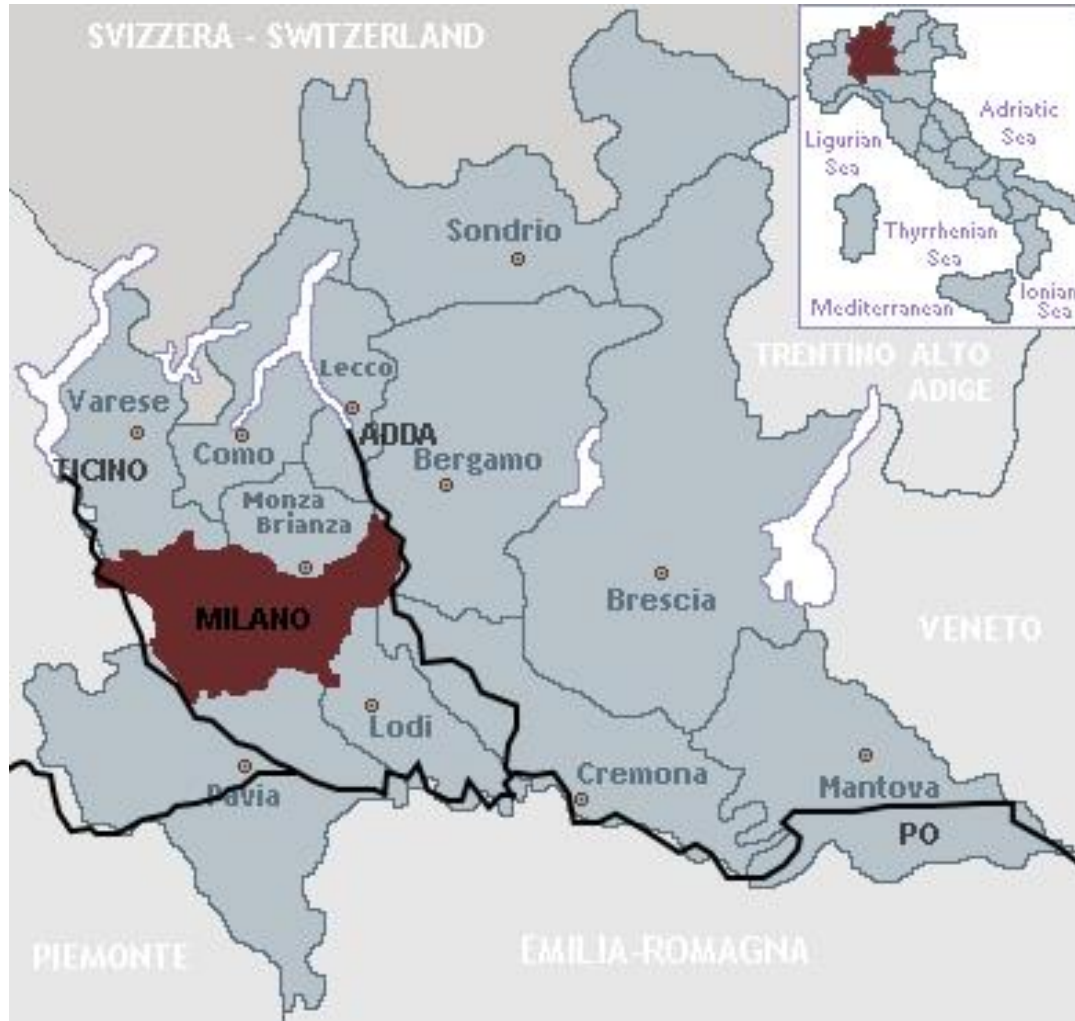 SVIZZERA - SWITZERLAND
Adriatic
Sea
Ligurian
Sea
Thyrrhenian
Sea
Mediterranean
Ionian
Sea
Sondrio
TRENTINO ALTO
ADIGE
Lecco
Varese
ADDA
Como
Bergamo
TICINO
Monza
Brianza
MILANO
Brescia
VENETO
Lodi
Cremona
Pavia
Mantova
PO
PIEMONTE
EMILIA-ROMAGNA